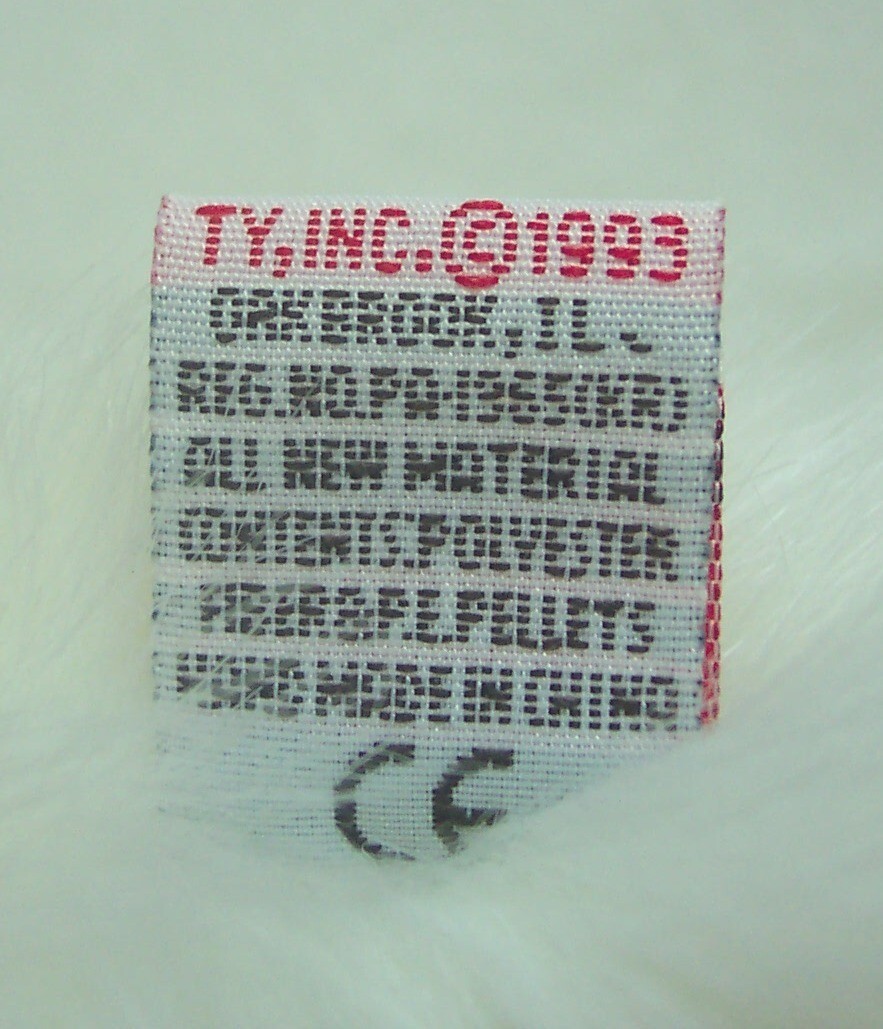 TY,INC.©1993
OAKBROOK,IL.
REG.NO.PA-1965(KR)
ALL NEW MATERIAL
CONTENTS:POLYESTER
FIBER&P.E.PELLETS
HAND MADE IN CHINA
CE